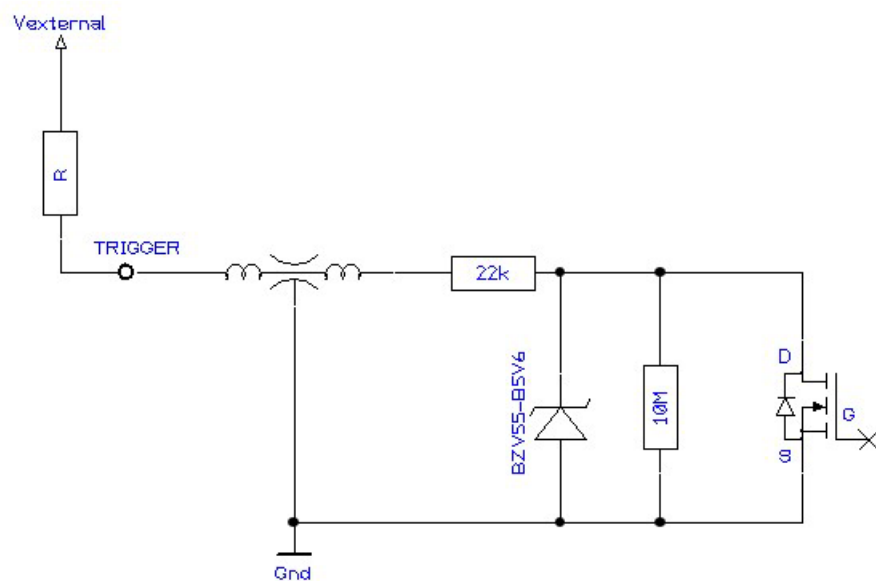 Vexternal
R
TRIGGER
22k
BZV55-B5V6
10M
D
G
S
Gnd